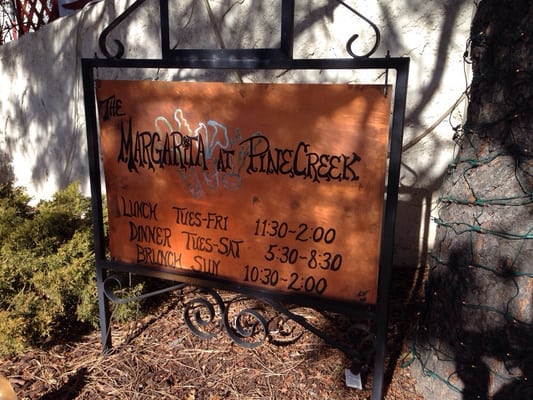 THE
MARGARITA AT PINECREEK
LUNCH TUES-FRI 11:30-2:00
DINNER TUES-SAT 5:30-8:30
BRUNCH SUN 10:30-2:00